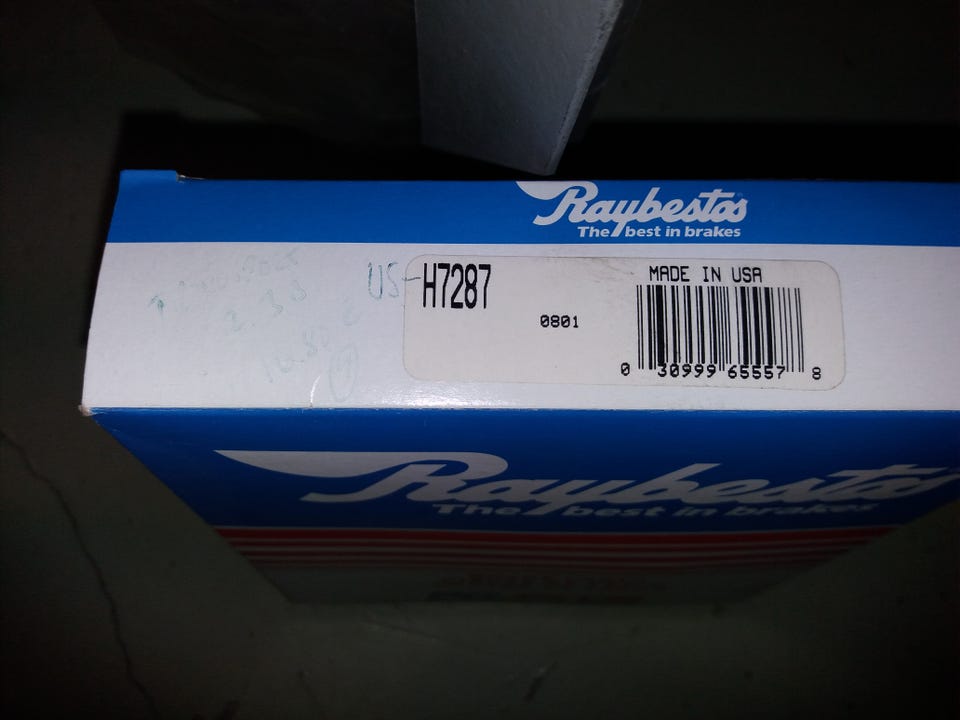 Raybestos
The best in brakes
US-
H7287
MADE IN USA
0801
0 30999 65557 8
Raybestos
The best in brakes